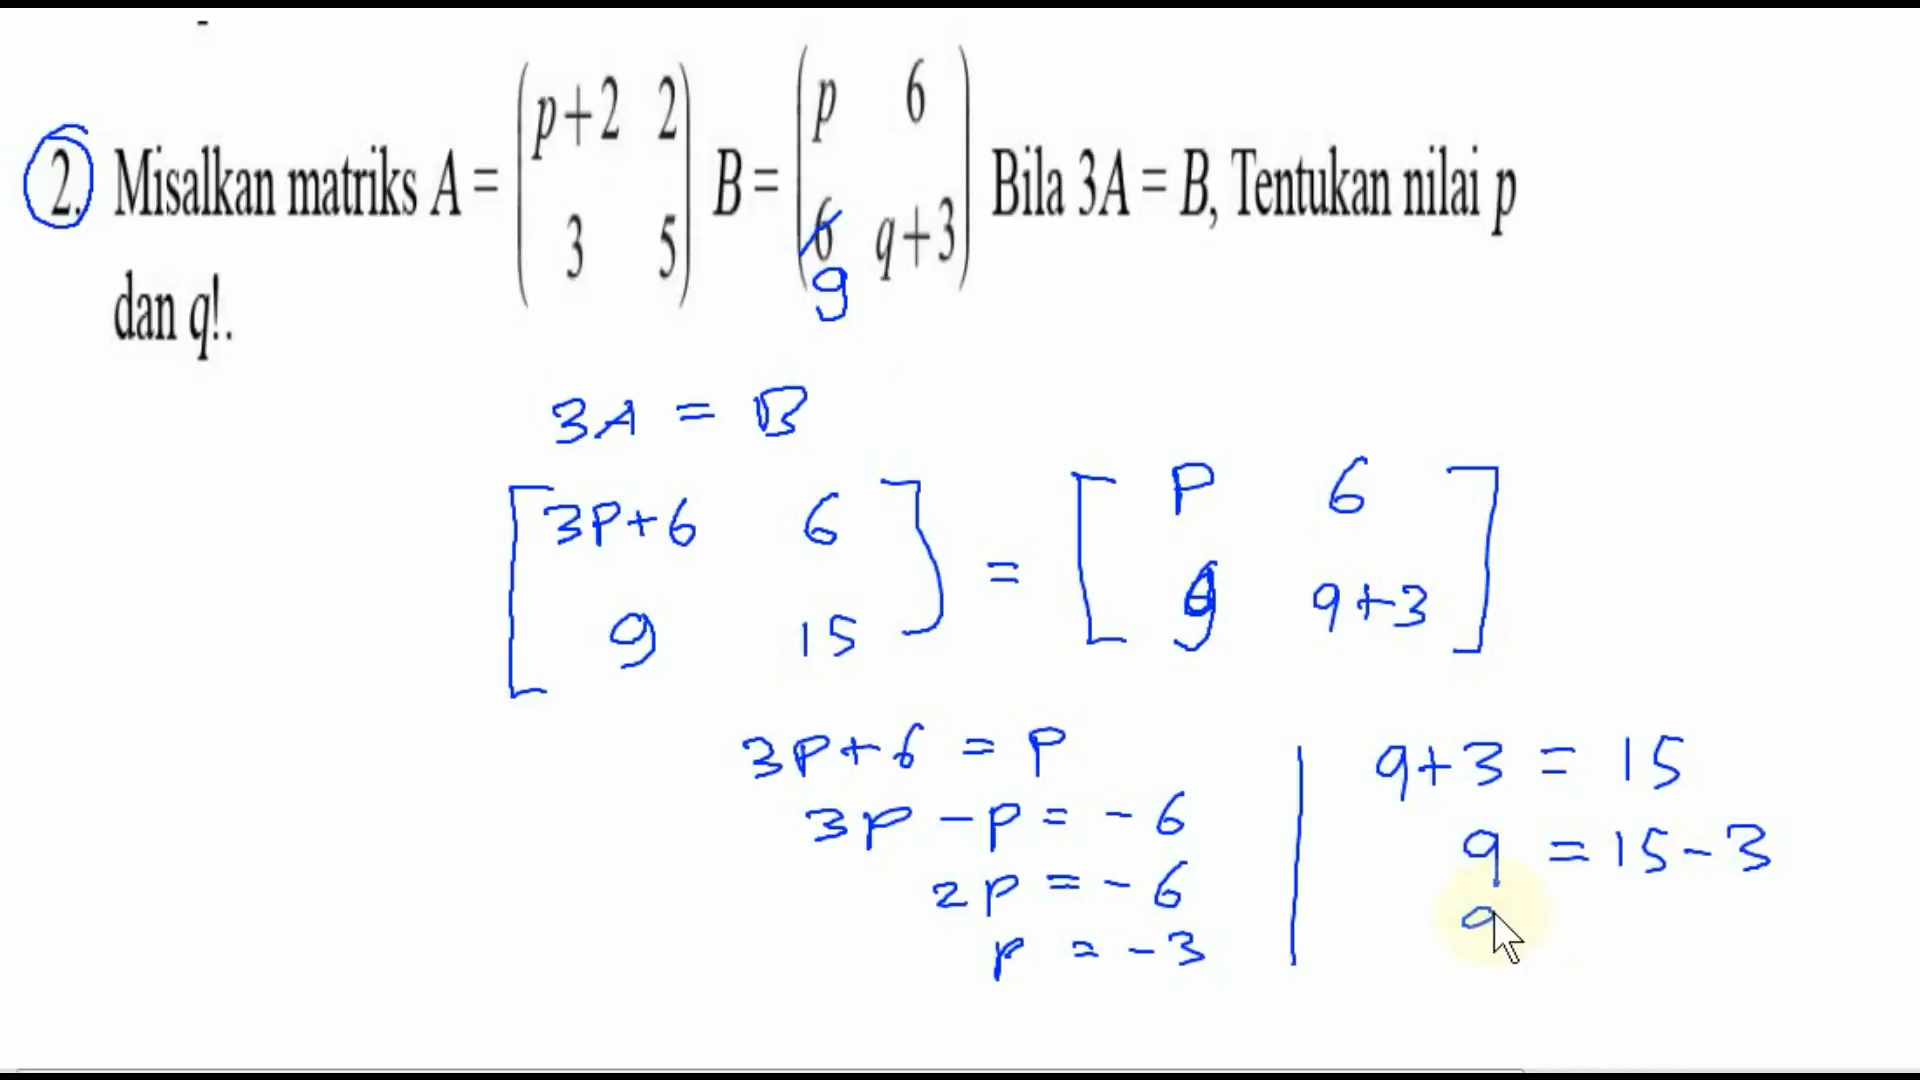 2. Misalkan matriks A = (p+2 2 B = (p 6 Bila 3A = B, Tentukan nilai p
3 5) 6 q+3)
9
dan q!.
3A = B
[3p+6 6 = [p 6
9 15] 9 q+3]
3p+6 = p
3p - p = -6
2p = -6
p = -3
q+3 = 15
q = 15-3
q